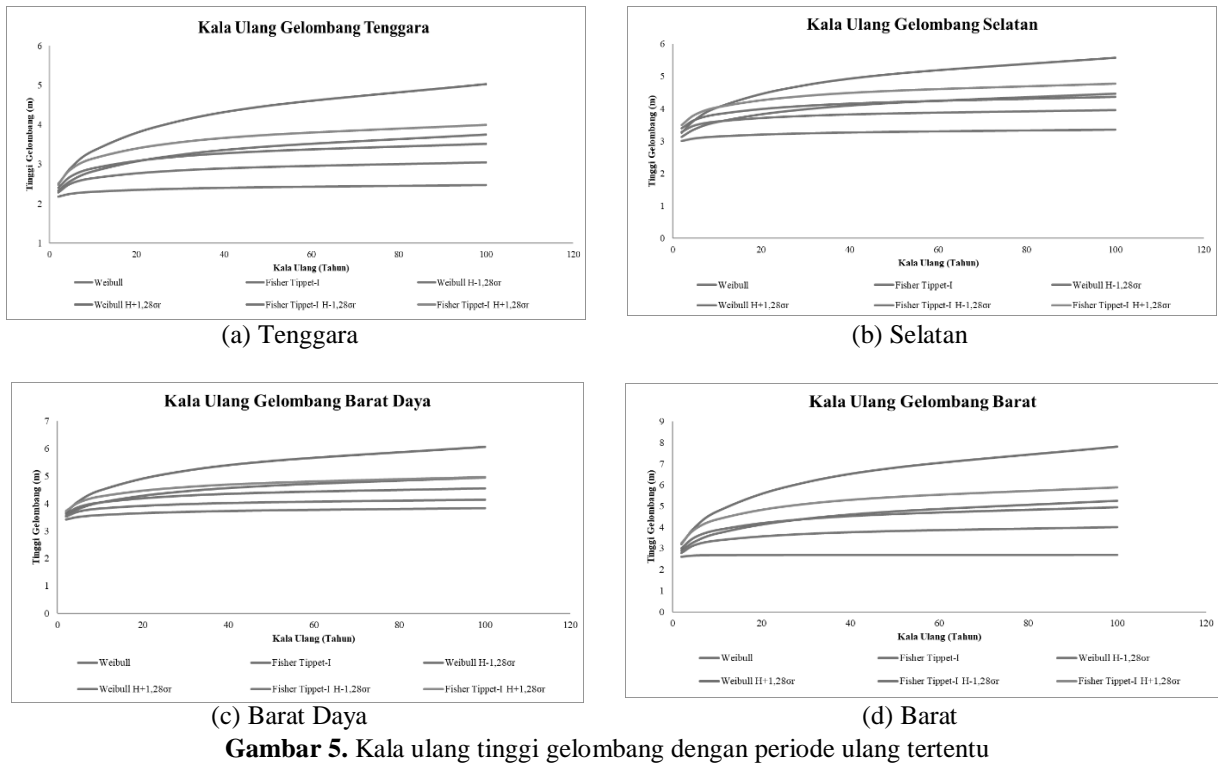 Kala Ulang Gelombang Tenggara
Tinggi Gelombang (m)
6
5
4
3
2
1
0
20
40
60
80
100
120
Kala Ulang (Tahun)
Weibull
Fisher Tippet-I
Weibull H-1,28σr
Weibull H+1,28σr
Fisher Tippet-I H-1,28σr
Fisher Tippet-I H+1,28σr
(a) Tenggara
Kala Ulang Gelombang Selatan
Tinggi Gelombang (m)
6
5
4
3
2
1
0
0
20
40
60
80
100
120
Kala Ulang (Tahun)
Weibull
Fisher Tippet-I
Weibull H-1,28σr
Weibull H+1,28σr
Fisher Tippet-I H-1,28σr
Fisher Tippet-I H+1,28σr
(b) Selatan
Kala Ulang Gelombang Barat Daya
Tinggi Gelombang (m)
7
6
5
4
3
2
1
0
0
20
40
60
80
100
120
Kala Ulang (Tahun)
Weibull
Fisher Tippet-I
Weibull H-1,28σr
Weibull H+1,28σr
Fisher Tippet-I H-1,28σr
Fisher Tippet-I H+1,28σr
(c) Barat Daya
Kala Ulang Gelombang Barat
Tinggi Gelombang (m)
9
8
7
6
5
4
3
2
1
0
0
20
40
60
80
100
120
Kala Ulang (Tahun)
Weibull
Fisher Tippet-I
Weibull H-1,28σr
Weibull H+1,28σr
Fisher Tippet-I H-1,28σr
Fisher Tippet-I H+1,28σr
(d) Barat
Gambar 5. Kala ulang tinggi gelombang dengan periode ulang tertentu